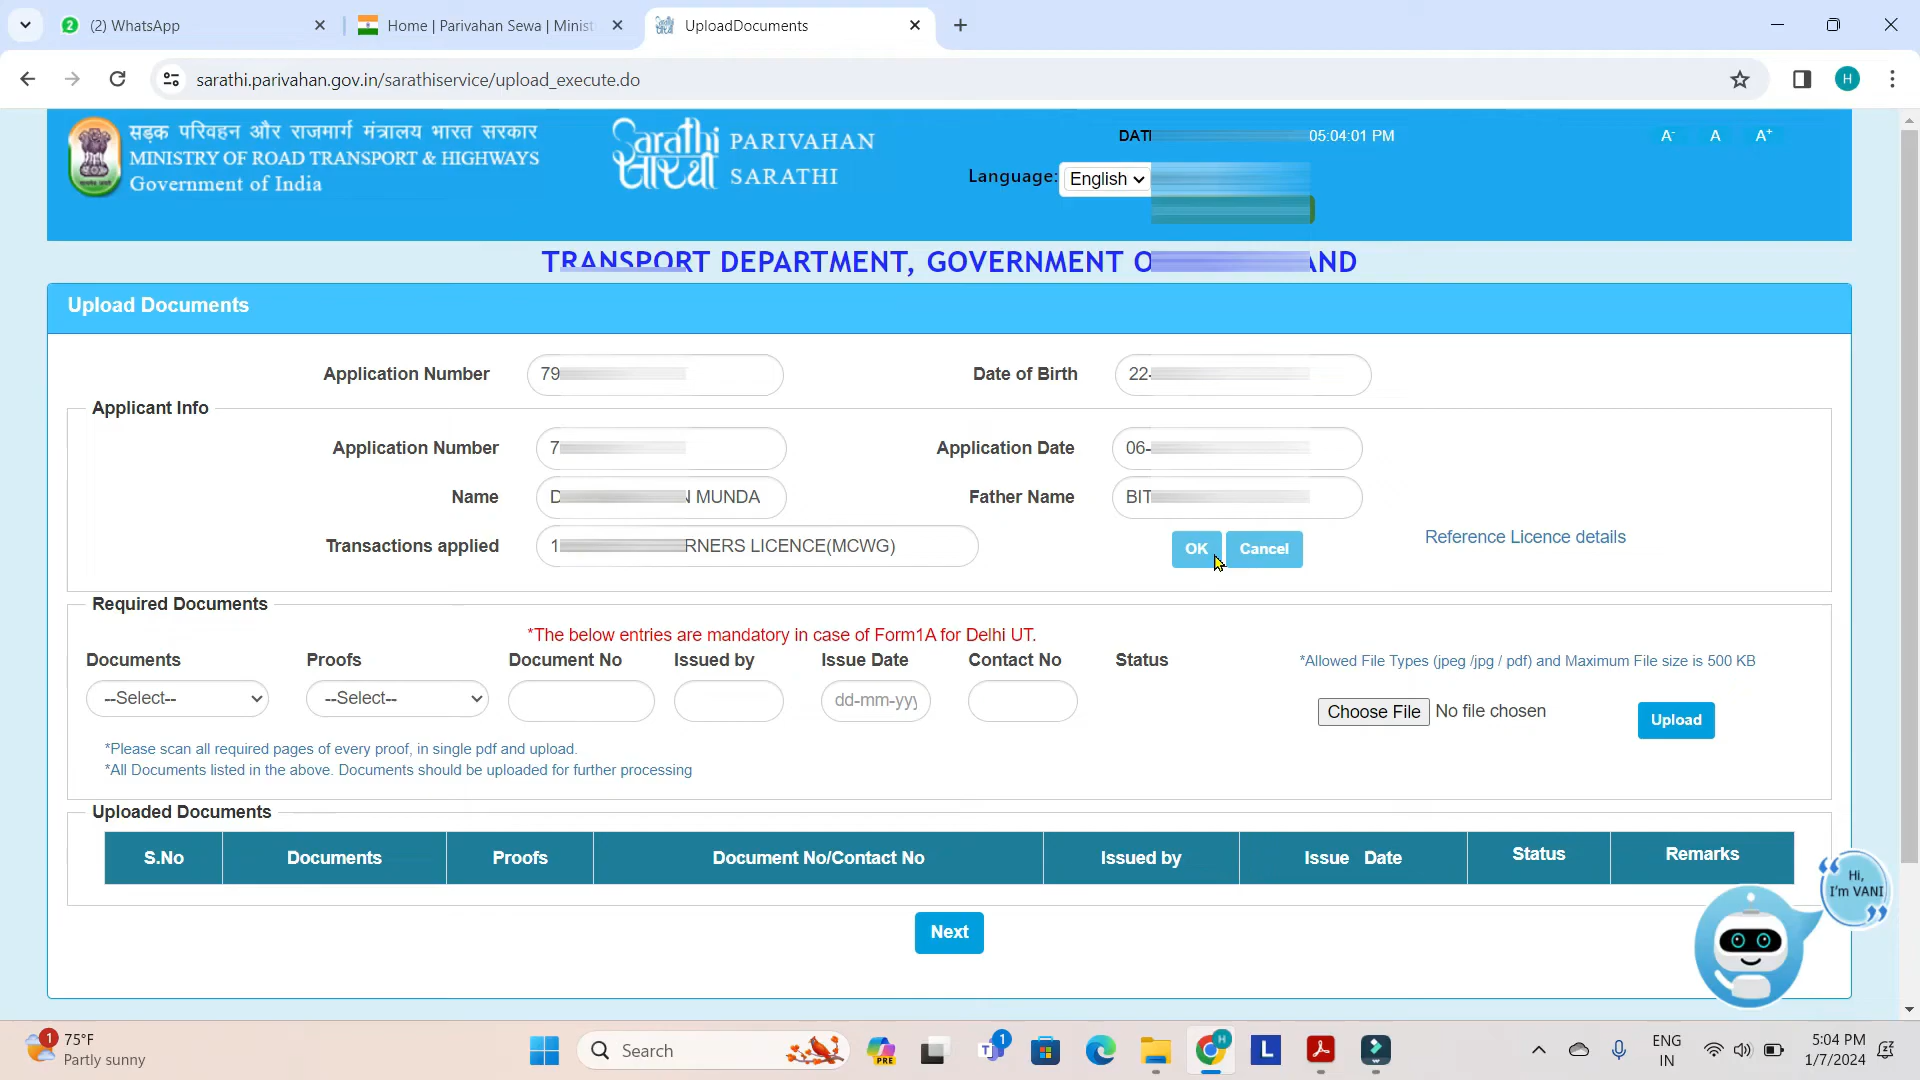 (2) WhatsApp
Home | Parivahan Sewa | Minist
UploadDocuments
sarathi.parivahan.gov.in/sarathiservice/upload_execute.do
H
सड़क परिवहन और राजमार्ग मंत्रालय भारत सरकार
MINISTRY OF ROAD TRANSPORT & HIGHWAYS
Government of India
Sarathi
सारथी
PARIVAHAN
SARATHI
DAT 05:04:01 PM
A- A A+
Language: English
TRANSPORT DEPARTMENT, GOVERNMENT O AND
Upload Documents
Application Number 79
Date of Birth 22-
Applicant Info
Application Number 7
Application Date 06-
Name D MUNDA
Father Name BIT
Transactions applied 1 RNERS LICENCE(MCWG)
OK Cancel
Reference Licence details
Required Documents
*The below entries are mandatory in case of Form1A for Delhi UT.
Documents Proofs Document No Issued by Issue Date Contact No Status
*Allowed File Types (jpeg /jpg / pdf) and Maximum File size is 500 KB
--Select-- --Select-- dd-mm-yyy
Choose File No file chosen Upload
*Please scan all required pages of every proof, in single pdf and upload.
*All Documents listed in the above. Documents should be uploaded for further processing
Uploaded Documents
S.No Documents Proofs Document No/Contact No Issued by Issue Date Status Remarks
Hi,
I'm VANI
Next
1
75°F
Partly sunny
Search
PRE
1
H
L
ENG
IN
5:04 PM
1/7/2024